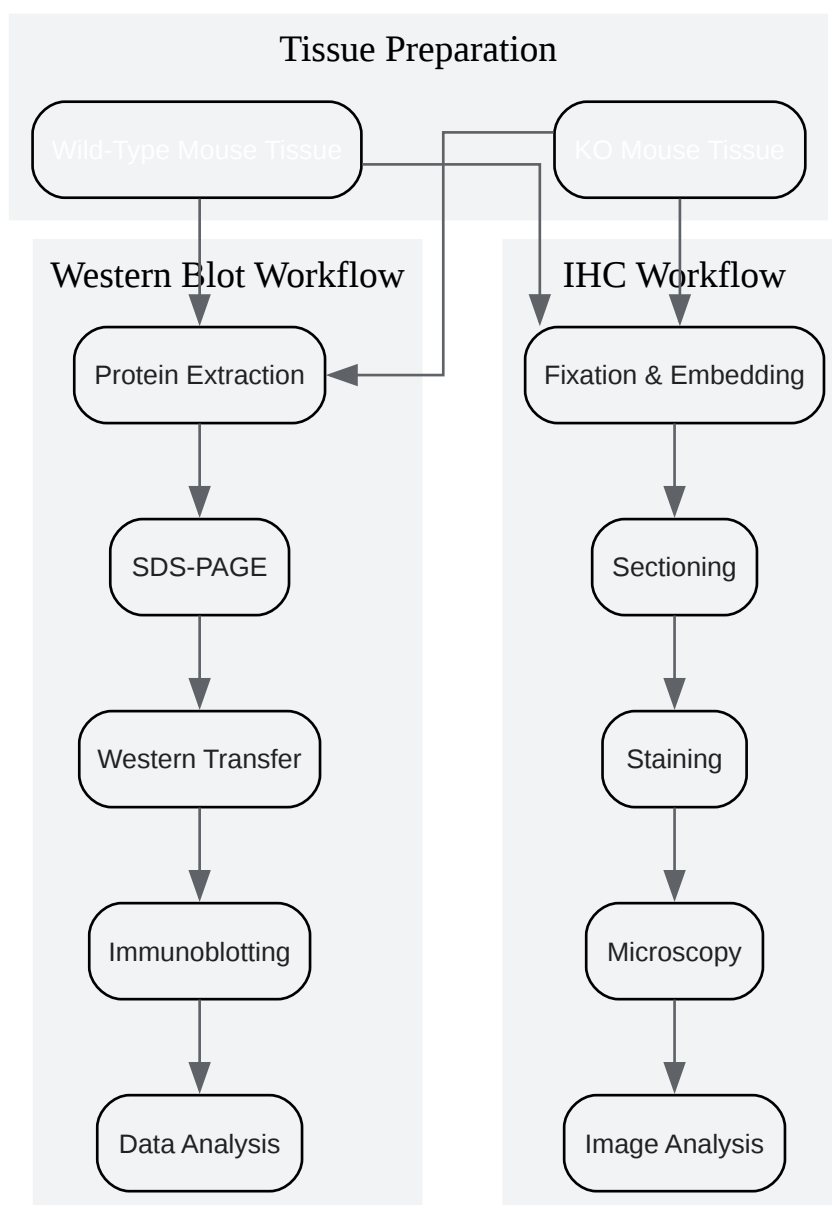 Tissue Preparation
Wild-Type Mouse Tissue
KO Mouse Tissue
Western Blot Workflow
Protein Extraction
SDS-PAGE
Western Transfer
Immunoblotting
Data Analysis
IHC Workflow
Fixation & Embedding
Sectioning
Staining
Microscopy
Image Analysis